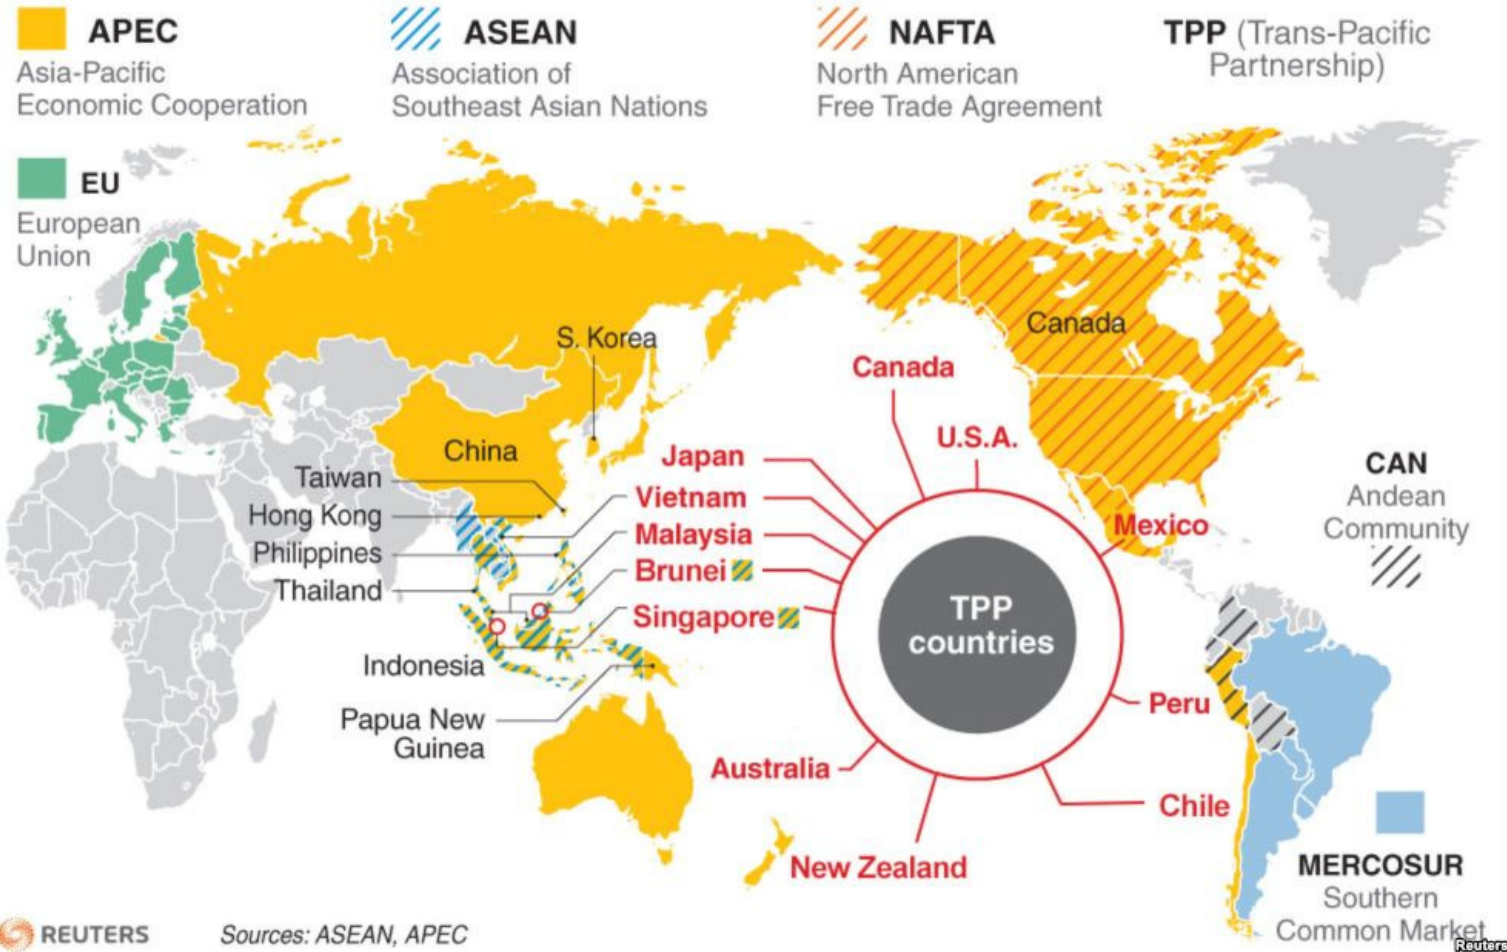 APEC
Asia-Pacific
Economic Cooperation
ASEAN
Association of
Southeast Asian Nations
NAFTA
North American
Free Trade Agreement
TPP (Trans-Pacific
Partnership)
EU
European
Union
Canada
S. Korea
Canada
U.S.A.
China
Japan
Taiwan
Vietnam
Hong Kong
Malaysia
Philippines
Brunei
Thailand
Singapore
Mexico
CAN
Andean
Community
TPP
countries
Indonesia
Papua New
Guinea
Peru
Australia
Chile
New Zealand
MERCOSUR
Southern
Common Market
REUTERS
Sources: ASEAN, APEC
Reuters